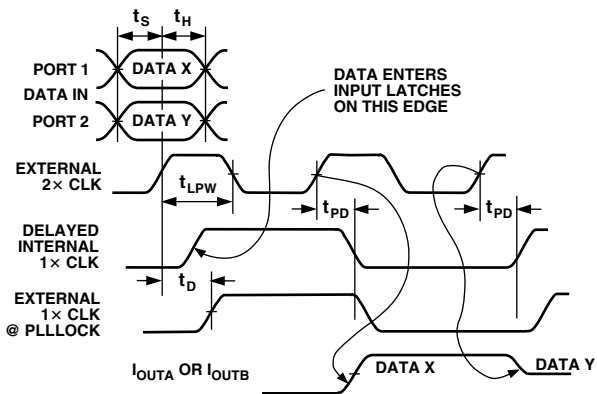 tS tH
PORT 1 DATA X
DATA IN
PORT 2 DATA Y
DATA ENTERS
INPUT LATCHES
ON THIS EDGE
EXTERNAL
2× CLK
tLPW
tPD
tPD
DELAYED
INTERNAL
1× CLK
tD
EXTERNAL
1× CLK
@ PLLLOCK
IOUTA OR IOUTB
DATA X
DATA Y